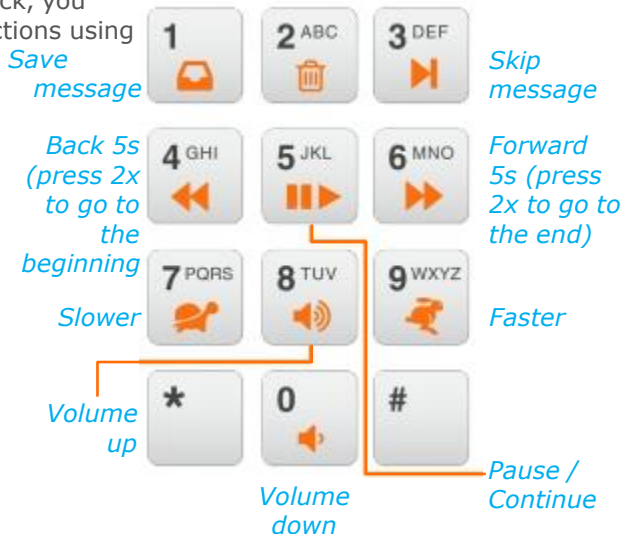 ck, you
ctions using
Save
message
1
2 ABC
3 DEF
Skip
message
Back 5s
(press 2x
to go to
the
beginning
4 GHI
5 JKL
6 MNO
Forward
5s (press
2x to go to
the end)
Slower
7 PQRS
8 TUV
9 WXYZ
Faster
Volume
up
*
0
#
Volume
down
Pause /
Continue